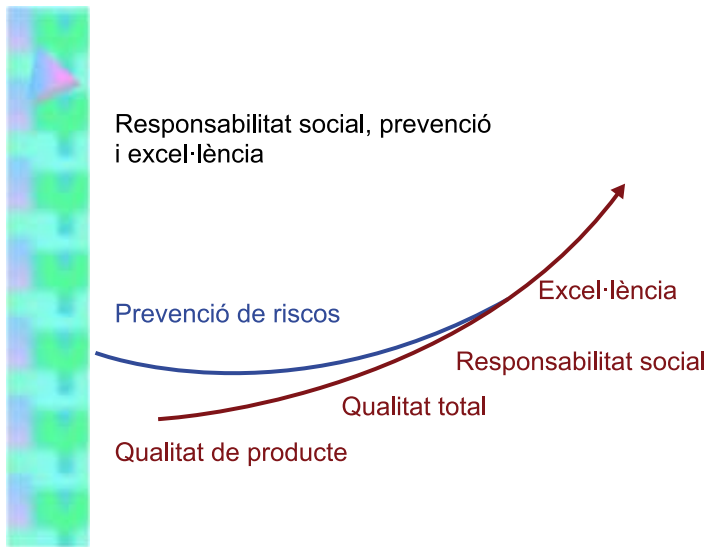 Responsabilitat social, prevenció
i excel·lència
Excel·lència
Prevenció de riscos
Responsabilitat social
Qualitat total
Qualitat de producte